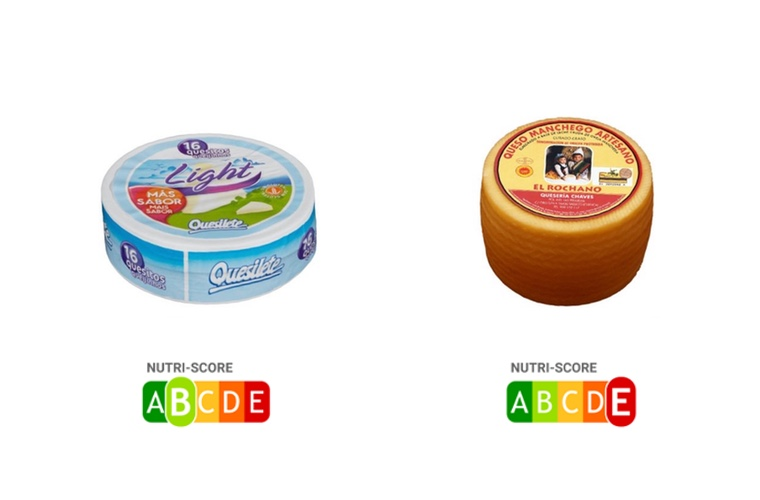 16
quesitos
Light
MÁS
SABOR
MAIS
SABOR
Quesilete
16
quesitos
Quesilete
16
QUESO MANCHEGO ARTESANO
EL ROCHANO
QUESERÍA CHAVES
NUTRI-SCORE
A B C D E
NUTRI-SCORE
A B C D E